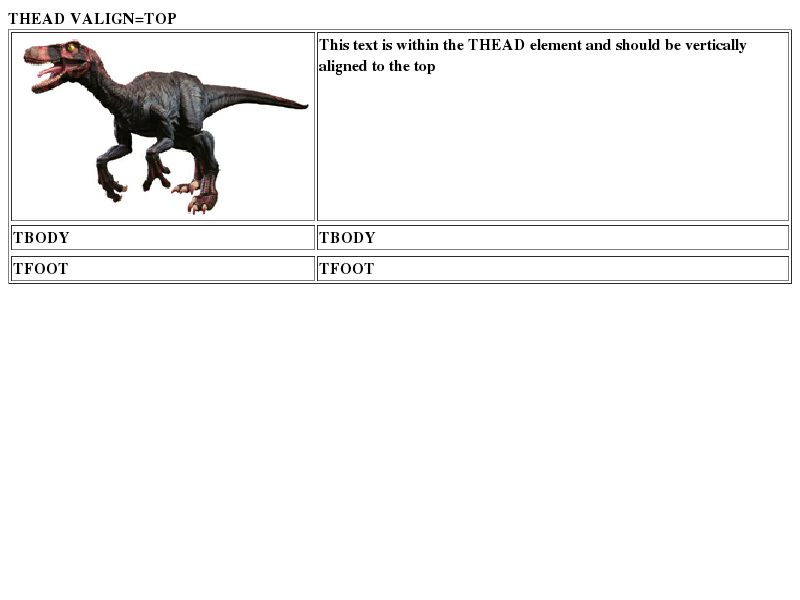 THEAD VALIGN=TOP
This text is within the THEAD element and should be vertically
aligned to the top
TBODY TBODY
TFOOT TFOOT